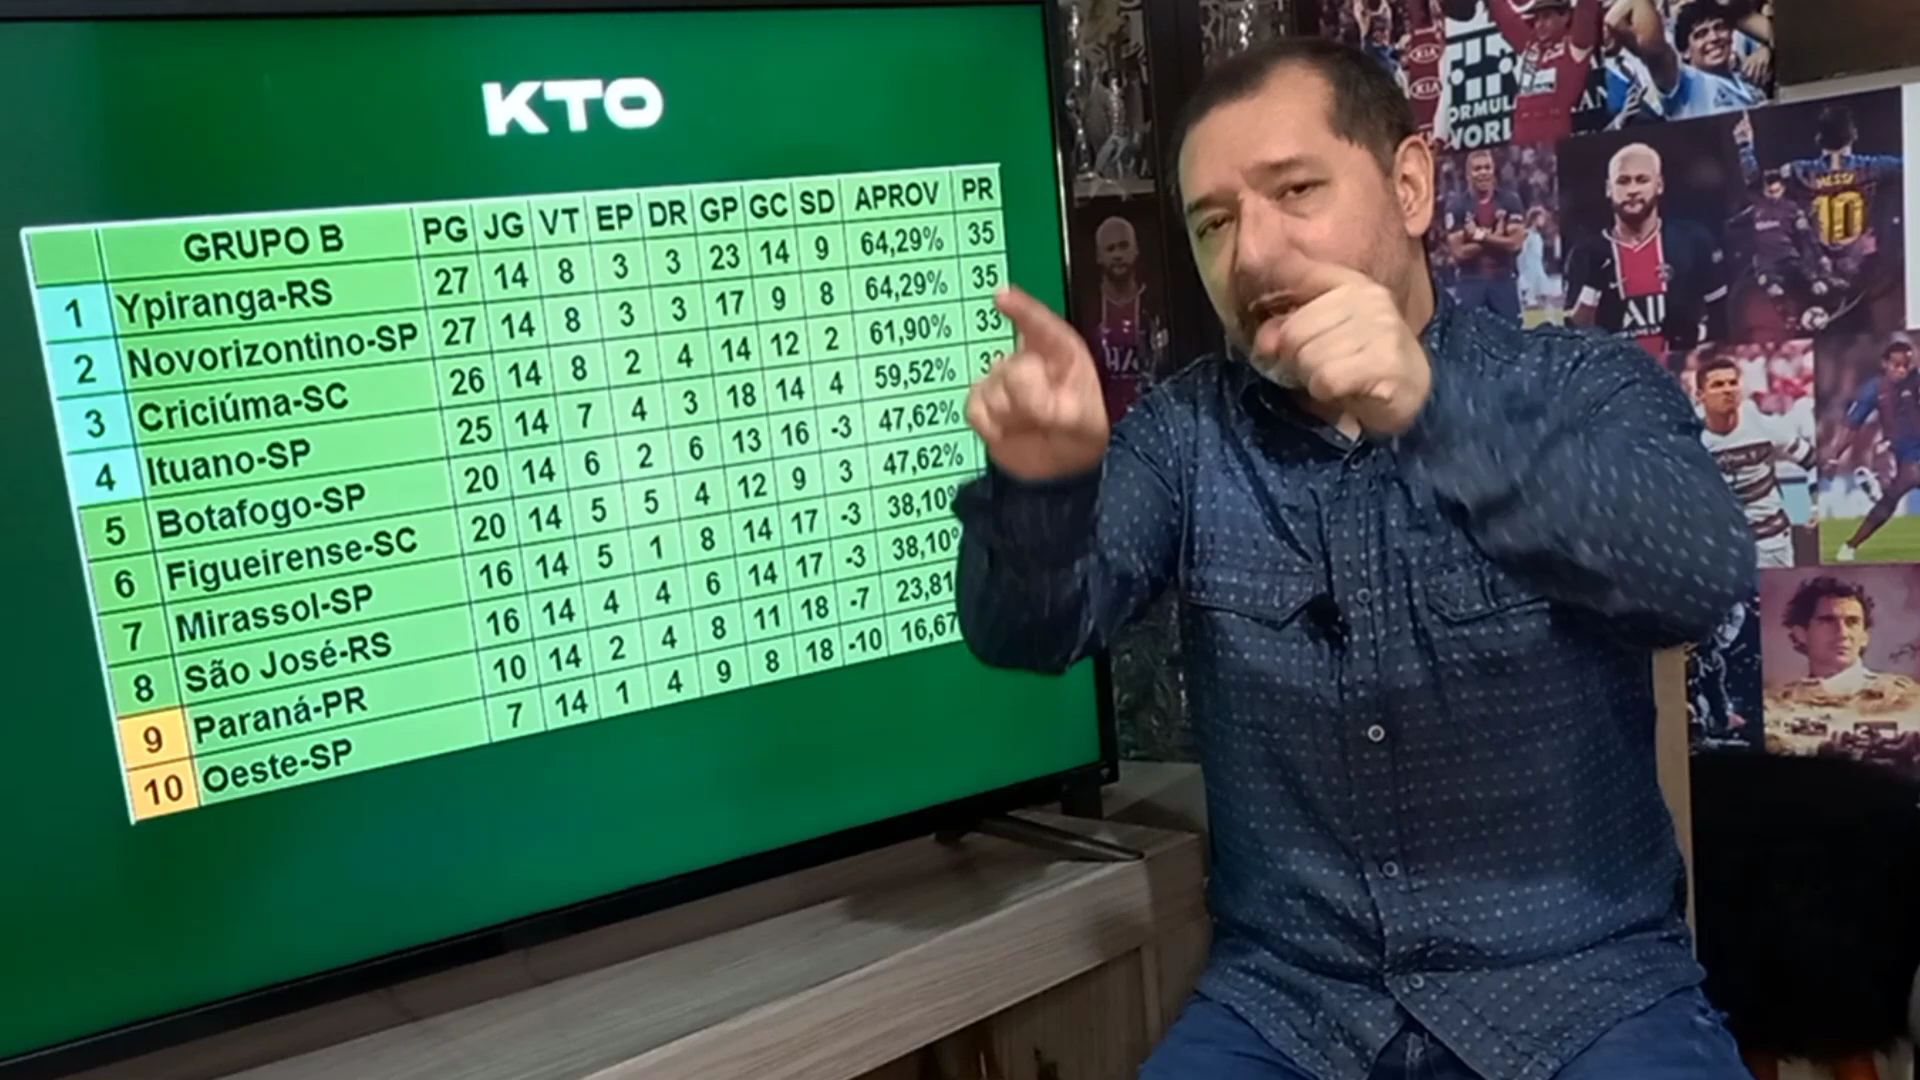 KTO
GRUPO B PG JG VT EP DR GP GC SD APROV PR
1 Ypiranga-RS 27 14 8 3 3 23 14 9 64,29% 35
2 Novorizontino-SP 27 14 8 3 3 17 9 8 64,29% 35
3 Criciúma-SC 26 14 8 2 4 14 12 2 61,90% 33
4 Ituano-SP 25 14 7 4 3 18 14 4 59,52%
5 Botafogo-SP 20 14 6 2 6 13 16 -3 47,62%
6 Figueirense-SC 20 14 5 5 4 12 9 3 47,62%
7 Mirassol-SP 16 14 5 1 8 14 17 -3 38,10%
8 São José-RS 16 14 4 4 6 14 17 -3 38,10%
9 Paraná-PR 10 14 2 4 8 11 18 -7 23,81
10 Oeste-SP 7 14 1 4 9 8 18 -10 16,67
KIA
KIA
MESSI
10